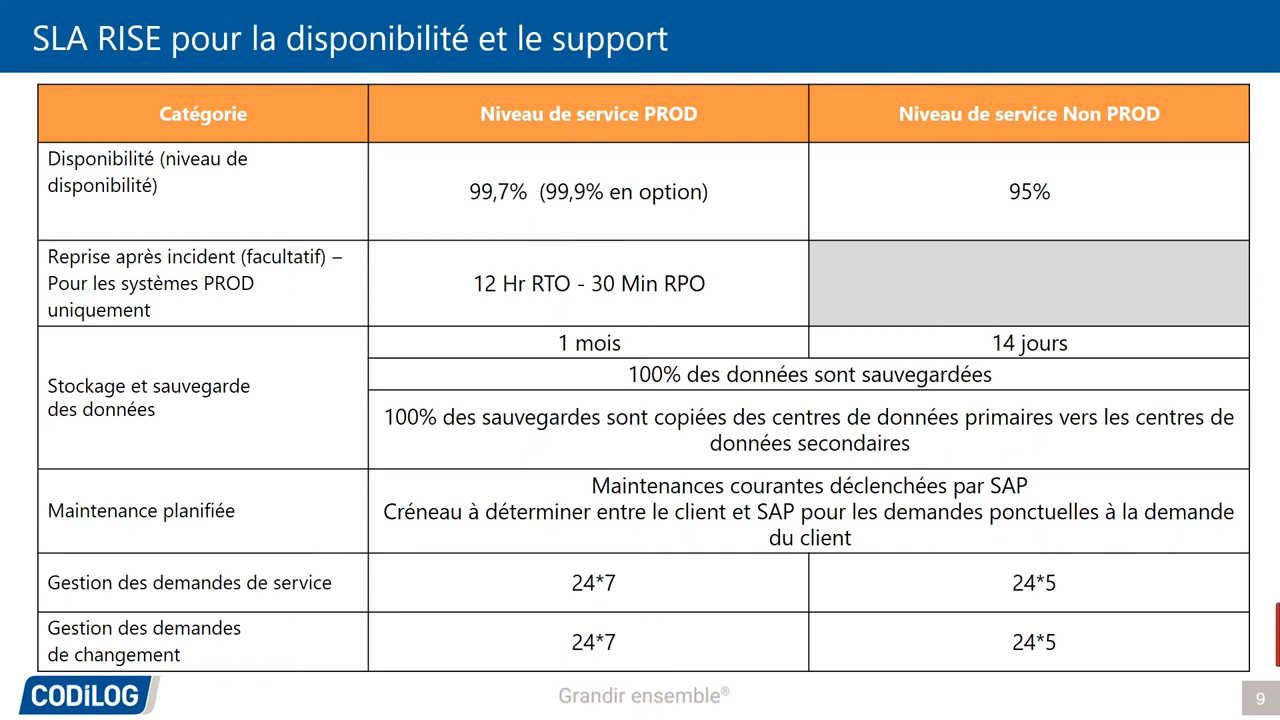 SLA RISE pour la disponibilité et le support
Catégorie
Niveau de service PROD
Niveau de service Non PROD
Disponibilité (niveau de
disponibilité)
99,7% (99,9% en option)
95%
Reprise après incident (facultatif) –
Pour les systèmes PROD
uniquement
12 Hr RTO - 30 Min RPO
Stockage et sauvegarde
des données
1 mois
14 jours
100% des données sont sauvegardées
100% des sauvegardes sont copiées des centres de données primaires vers les centres de
données secondaires
Maintenance planifiée
Maintenances courantes déclenchées par SAP
Créneau à déterminer entre le client et SAP pour les demandes ponctuelles à la demande
du client
Gestion des demandes de service
24*7
24*5
Gestion des demandes
de changement
24*7
24*5
CODiLOG
Grandir ensemble®
9